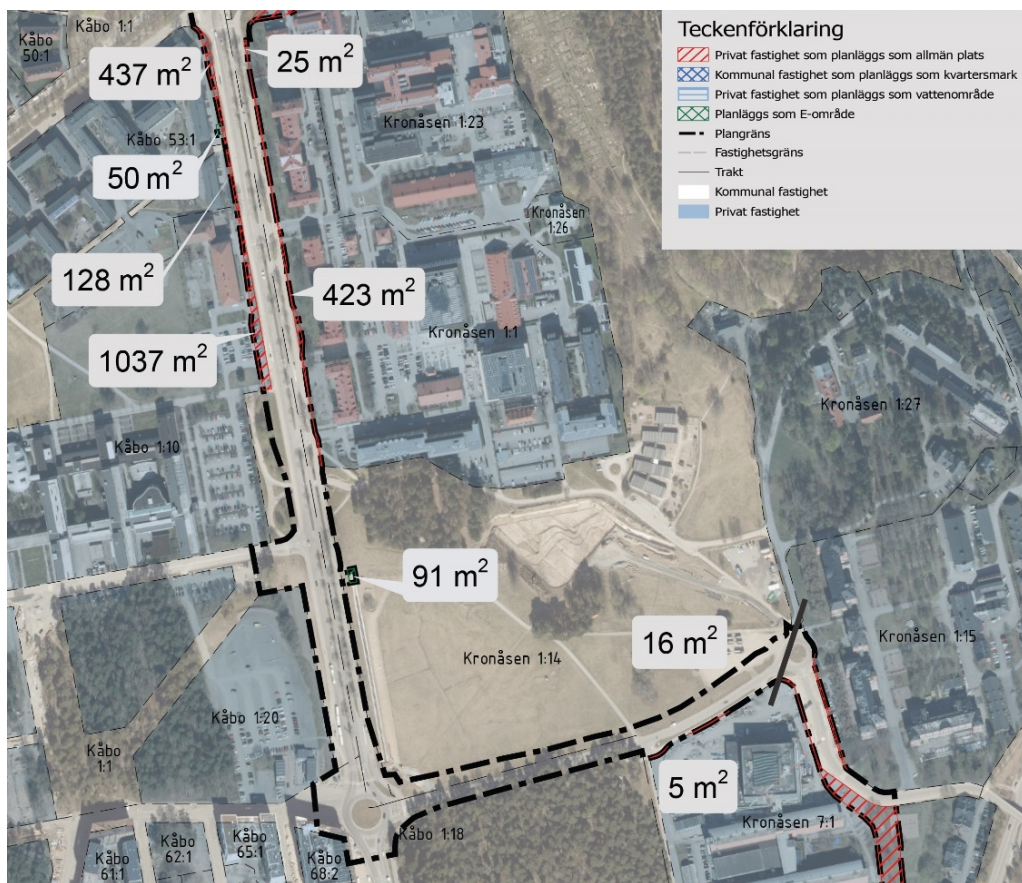 Teckenförklaring
Privat fastighet som planläggs som allmän plats
Kommunal fastighet som planläggs som kvartersmark
Privat fastighet som planläggs som vattenområde
Planläggs som E-område
Plangräns
Fastighetsgräns
Trakt
Kommunal fastighet
Privat fastighet
Kåbo 1:1
Kåbo
50:1
437 m²
25 m²
Kronåsen 1:23
Kåbo 53:1
50 m²
Kronåsen
1:26
128 m²
423 m²
Kronåsen 1:1
1037 m²
Kronåsen 1:27
Kåbo 1:10
91 m²
16 m²
Kronåsen 1:15
Kronåsen 1:14
Kåbo 1:20
Kåbo
1:1
5 m²
Kronåsen 7:1
Kåbo 1:18
Kåbo
61:1
Kåbo
62:1
Kåbo
65:1
Kåbo
68:2